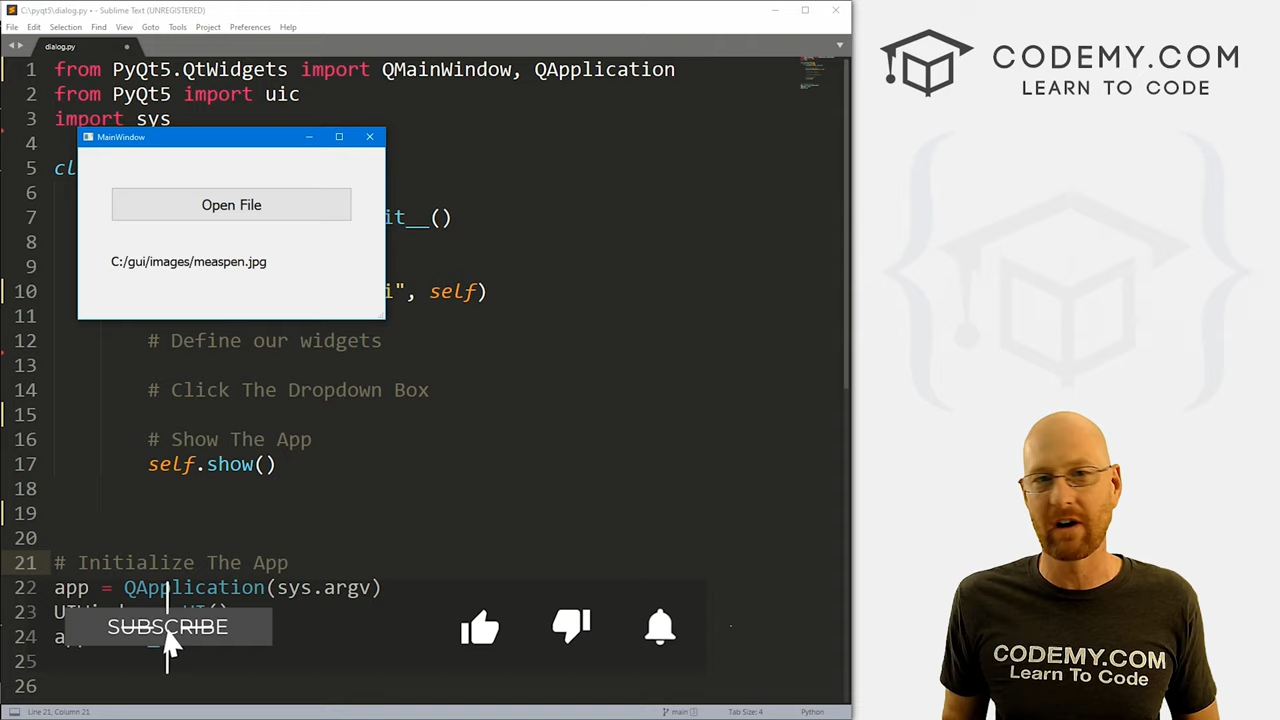 C:\pyqt5\dialog.py • - Sublime Text (UNREGISTERED)
File Edit Selection Find View Goto Tools Project Preferences Help
dialog.py
1 from PyQt5.QtWidgets import QMainWindow, QApplication
2 from PyQt5 import uic
3 import sys
4
MainWindow
5 cl
6
Open File
7 it__()
8
9
C:/gui/images/measpen.jpg
10 i", self)
11
12 # Define our widgets
13
14 # Click The Dropdown Box
15
16 # Show The App
17 self.show()
18
19
20
21 # Initialize The App
22 app = QApplication(sys.argv)
23
SUBSCRIBE
24
25
26
Line 21, Column 21
main
Tab Size: 4
Python
CODEMY.COM
LEARN TO CODE
CODEMY.COM
Learn To Code